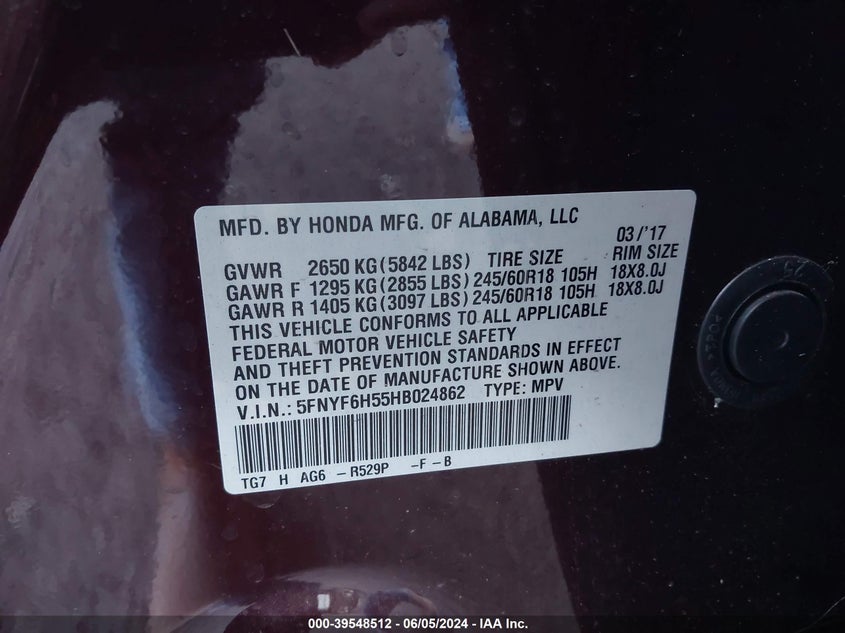 MFD. BY HONDA MFG. OF ALABAMA, LLC
03/'17
GVWR 2650 KG(5842 LBS) TIRE SIZE RIM SIZE
GAWR F 1295 KG(2855 LBS) 245/60R18 105H 18X8.0J
GAWR R 1405 KG(3097 LBS) 245/60R18 105H 18X8.0J
THIS VEHICLE CONFORMS TO ALL APPLICABLE
FEDERAL MOTOR VEHICLE SAFETY
AND THEFT PREVENTION STANDARDS IN EFFECT
ON THE DATE OF MANUFACTURE SHOWN ABOVE.
V.I.N.: 5FNYF6H55HB024862 TYPE: MPV
TG7 H AG6 -R529P -F-B
25
000-39548512 - 06/05/2024 - IAA Inc.